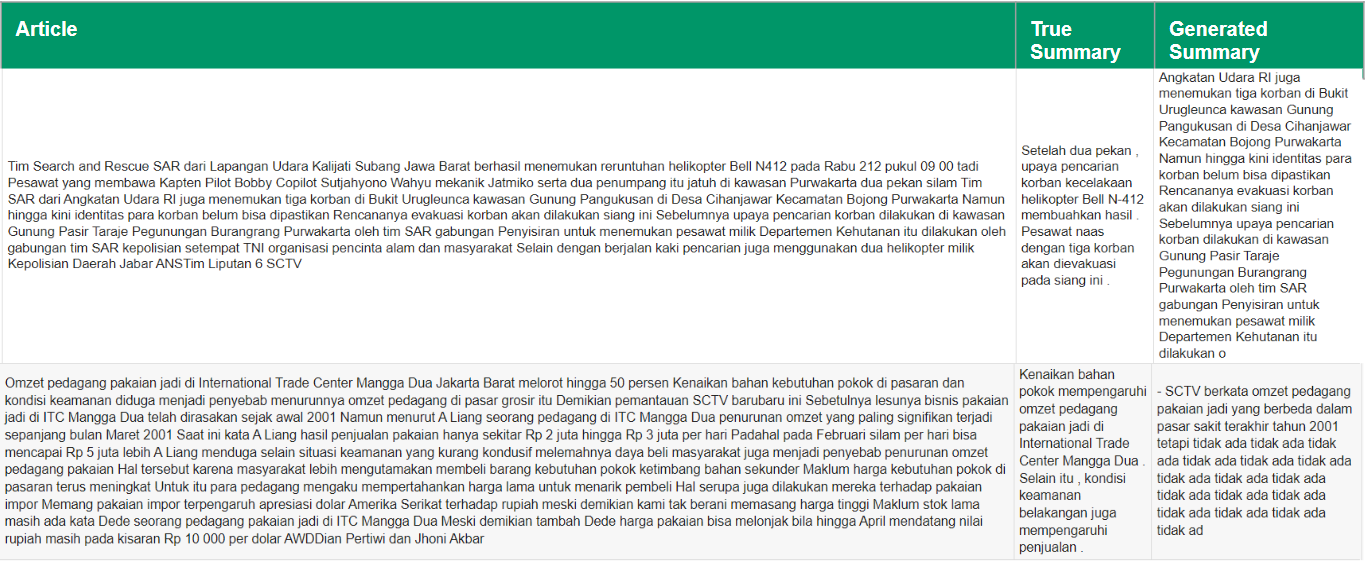 Article
True
Summary
Generated
Summary
Tim Search and Rescue SAR dari Lapangan Udara Kalijati Subang Jawa Barat berhasil menemukan reruntuhan helikopter Bell N412 pada Rabu 212 pukul 09 00 tadi
Pesawat yang membawa Kapten Pilot Bobby Copilot Sutjahyono Wahyu mekanik Jatmiko serta dua penumpang itu jatuh di kawasan Purwakarta dua pekan silam Tim
SAR dari Angkatan Udara RI juga menemukan tiga korban di Bukit Urugleunca kawasan Gunung Pangukusan di Desa Cihanjawar Kecamatan Bojong Purwakarta Namun
hingga kini identitas para korban belum bisa dipastikan Rencananya evakuasi korban akan dilakukan siang ini Sebelumnya upaya pencarian korban dilakukan di kawasan
Gunung Pasir Taraje Pegunungan Burangrang Purwakarta oleh tim SAR gabungan Penyisiran untuk menemukan pesawat milik Departemen Kehutanan itu dilakukan oleh
gabungan tim SAR kepolisian setempat TNI organisasi pencinta alam dan masyarakat Selain dengan berjalan kaki pencarian juga menggunakan dua helikopter milik
Kepolisian Daerah Jabar ANSTim Liputan 6 SCTV
Setelah dua pekan ,
upaya pencarian
korban kecelakaan
helikopter Bell N-412
membuahkan hasil .
Pesawat naas
dengan tiga korban
akan dievakuasi
pada siang ini .
Angkatan Udara RI juga
menemukan tiga korban di Bukit
Urugleunca kawasan Gunung
Pangukusan di Desa Cihanjawar
Kecamatan Bojong Purwakarta
Namun hingga kini identitas para
korban belum bisa dipastikan
Rencananya evakuasi korban
akan dilakukan siang ini
Sebelumnya upaya pencarian
korban dilakukan di kawasan
Gunung Pasir Taraje
Pegunungan Burangrang
Purwakarta oleh tim SAR
gabungan Penyisiran untuk
menemukan pesawat milik
Departemen Kehutanan itu
dilakukan o
Omzet pedagang pakaian jadi di International Trade Center Mangga Dua Jakarta Barat melorot hingga 50 persen Kenaikan bahan kebutuhan pokok di pasaran dan
kondisi keamanan diduga menjadi penyebab menurunnya omzet pedagang di pasar grosir itu Demikian pemantauan SCTV barubaru ini Sebetulnya lesunya bisnis pakaian
jadi di ITC Mangga Dua telah dirasakan sejak awal 2001 Namun menurut A Liang seorang pedagang di ITC Mangga Dua penurunan omzet yang paling signifikan terjadi
sepanjang bulan Maret 2001 Saat ini kata A Liang hasil penjualan pakaian hanya sekitar Rp 2 juta hingga Rp 3 juta per hari Padahal pada Februari silam per hari bisa
mencapai Rp 5 juta lebih A Liang menduga selain situasi keamanan yang kurang kondusif melemahnya daya beli masyarakat juga menjadi penyebab penurunan omzet
pedagang pakaian Hal tersebut karena masyarakat lebih mengutamakan membeli barang kebutuhan pokok ketimbang bahan sekunder Maklum harga kebutuhan pokok di
pasaran terus meningkat Untuk itu para pedagang mengaku mempertahankan harga lama untuk menarik pembeli Hal serupa juga dilakukan mereka terhadap pakaian
impor Memang pakaian impor terpengaruh apresiasi dolar Amerika Serikat terhadap rupiah meski demikian kami tak berani memasang harga tinggi Maklum stok lama
masih ada kata Dede seorang pedagang pakaian jadi di ITC Mangga Dua Meski demikian tambah Dede harga pakaian bisa melonjak bila hingga April mendatang nilai
rupiah masih pada kisaran Rp 10 000 per dolar AWDDian Pertiwi dan Jhoni Akbar
Kenaikan bahan
pokok mempengaruhi
omzet pedagang
pakaian jadi di
International Trade
Center Mangga Dua .
Selain itu , kondisi
keamanan
belakangan juga
mempengaruhi
penjualan .
- SCTV berkata omzet pedagang
pakaian jadi yang berbeda dalam
pasar sakit terakhir tahun 2001
tetapi tidak ada tidak ada tidak
ada tidak ada tidak ada tidak ada
tidak ada tidak ada tidak ada
tidak ada tidak ada tidak ada
tidak ada tidak ada tidak ada
tidak ad